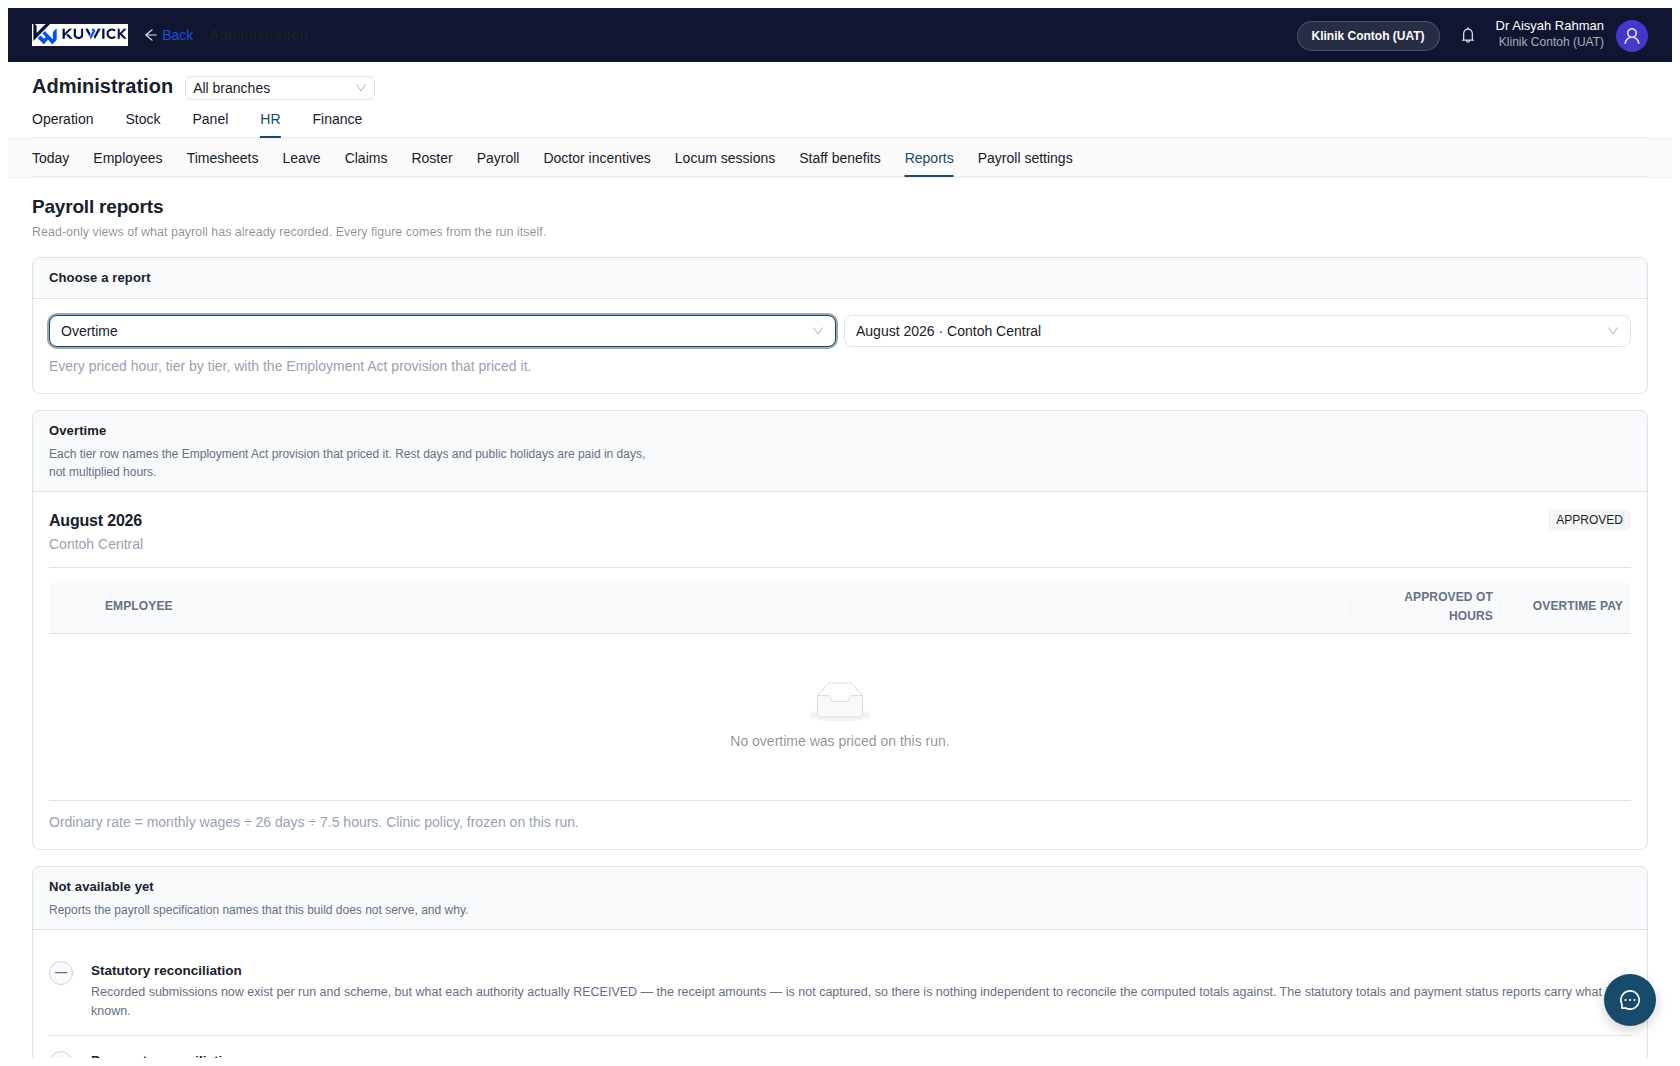 KUWICK
Back
Administration
Klinik Contoh (UAT)
Dr Aisyah Rahman
Klinik Contoh (UAT)
Administration
All branches
Operation
Stock
Panel
HR
Finance
Today
Employees
Timesheets
Leave
Claims
Roster
Payroll
Doctor incentives
Locum sessions
Staff benefits
Reports
Payroll settings
Payroll reports
Read-only views of what payroll has already recorded. Every figure comes from the run itself.
Choose a report
Overtime
August 2026 · Contoh Central
Every priced hour, tier by tier, with the Employment Act provision that priced it.
Overtime
Each tier row names the Employment Act provision that priced it. Rest days and public holidays are paid in days,
not multiplied hours.
August 2026
APPROVED
Contoh Central
EMPLOYEE
APPROVED OT
HOURS
OVERTIME PAY
No overtime was priced on this run.
Ordinary rate = monthly wages ÷ 26 days ÷ 7.5 hours. Clinic policy, frozen on this run.
Not available yet
Reports the payroll specification names that this build does not serve, and why.
Statutory reconciliation
Recorded submissions now exist per run and scheme, but what each authority actually RECEIVED — the receipt amounts — is not captured, so there is nothing independent to reconcile the computed totals against. The statutory totals and payment status reports carry what
known.